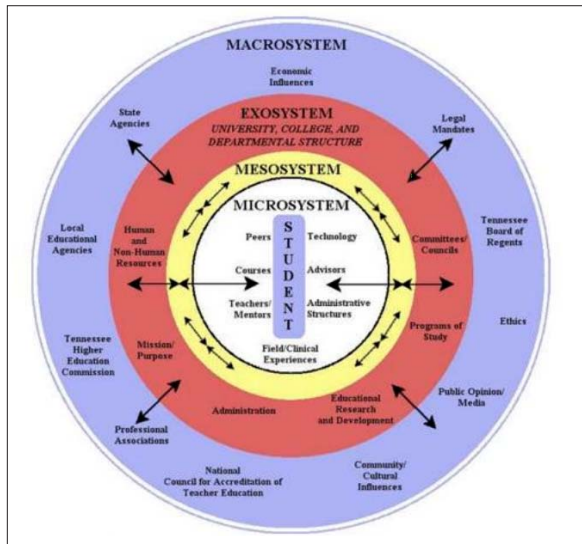 MACROSYSTEM
Economic
Influences
State
Agencies
Legal
Mandates
EXOSYSTEM
UNIVERSITY, COLLEGE, AND
DEPARTMENTAL STRUCTURE
MESOSYSTEM
MICROSYSTEM
Local
Educational
Agencies
Human
and
Non-Human
Resources
Peers
Technology
Courses
Advisors
Teachers/
Mentors
Administrative
Structures
STUDENT
Field/Clinical
Experiences
Committees/
Councils
Tennessee
Board of
Regents
Tennessee
Higher
Education
Commission
Mission/
Purpose
Programs of
Study
Ethics
Administration
Educational
Research
and Development
Public Opinion/
Media
Professional
Associations
National
Council for Accreditation of
Teacher Education
Community/
Cultural
Influences